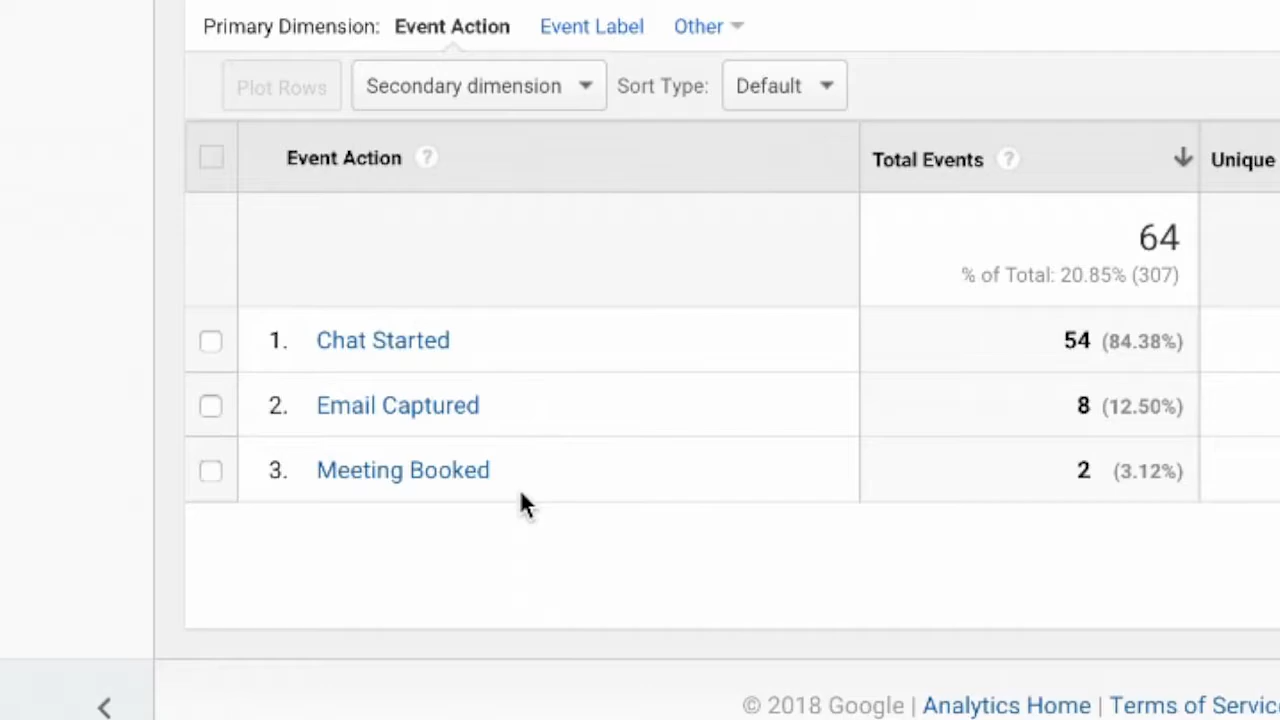 Primary Dimension: Event Action Event Label Other
Plot Rows Secondary dimension Sort Type: Default
Event Action ? Total Events ? Unique
64
% of Total: 20.85% (307)
1. Chat Started 54 (84.38%)
2. Email Captured 8 (12.50%)
3. Meeting Booked 2 (3.12%)
© 2018 Google | Analytics Home | Terms of Servic